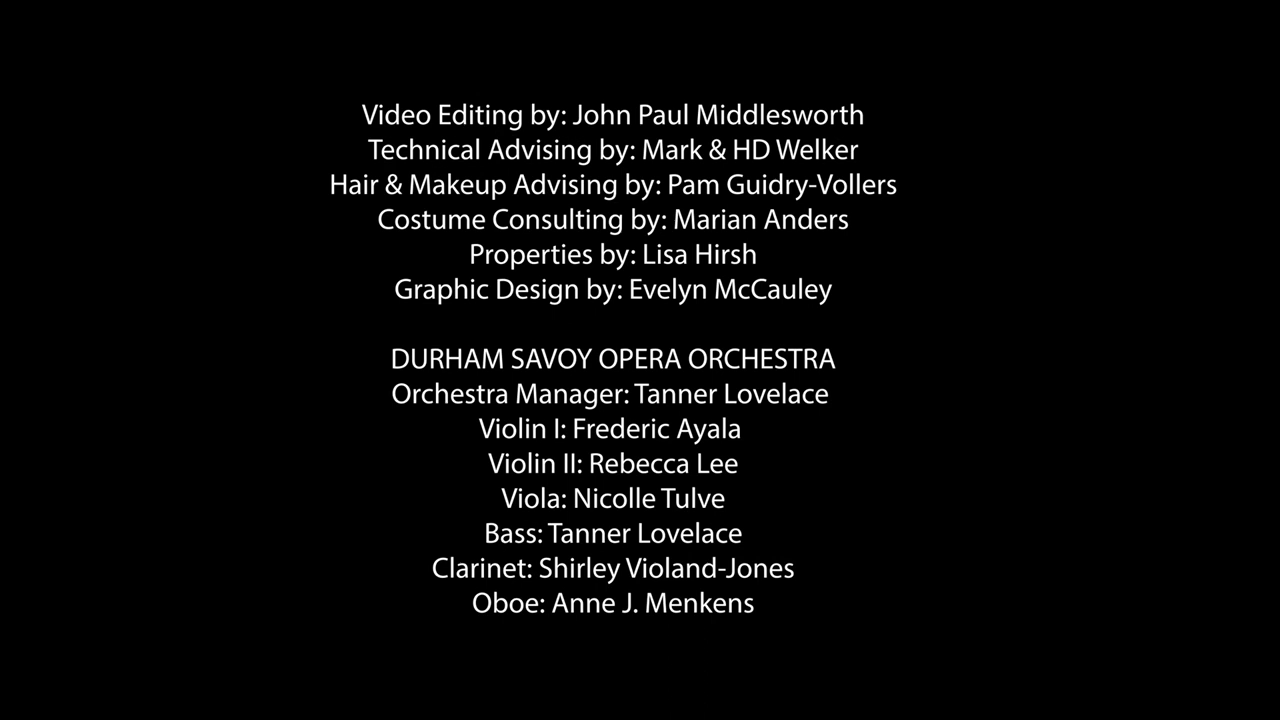 Video Editing by: John Paul Middlesworth
Technical Advising by: Mark & HD Welker
Hair & Makeup Advising by: Pam Guidry-Vollers
Costume Consulting by: Marian Anders
Properties by: Lisa Hirsh
Graphic Design by: Evelyn McCauley
DURHAM SAVOY OPERA ORCHESTRA
Orchestra Manager: Tanner Lovelace
Violin I: Frederic Ayala
Violin II: Rebecca Lee
Viola: Nicolle Tulve
Bass: Tanner Lovelace
Clarinet: Shirley Violand-Jones
Oboe: Anne J. Menkens